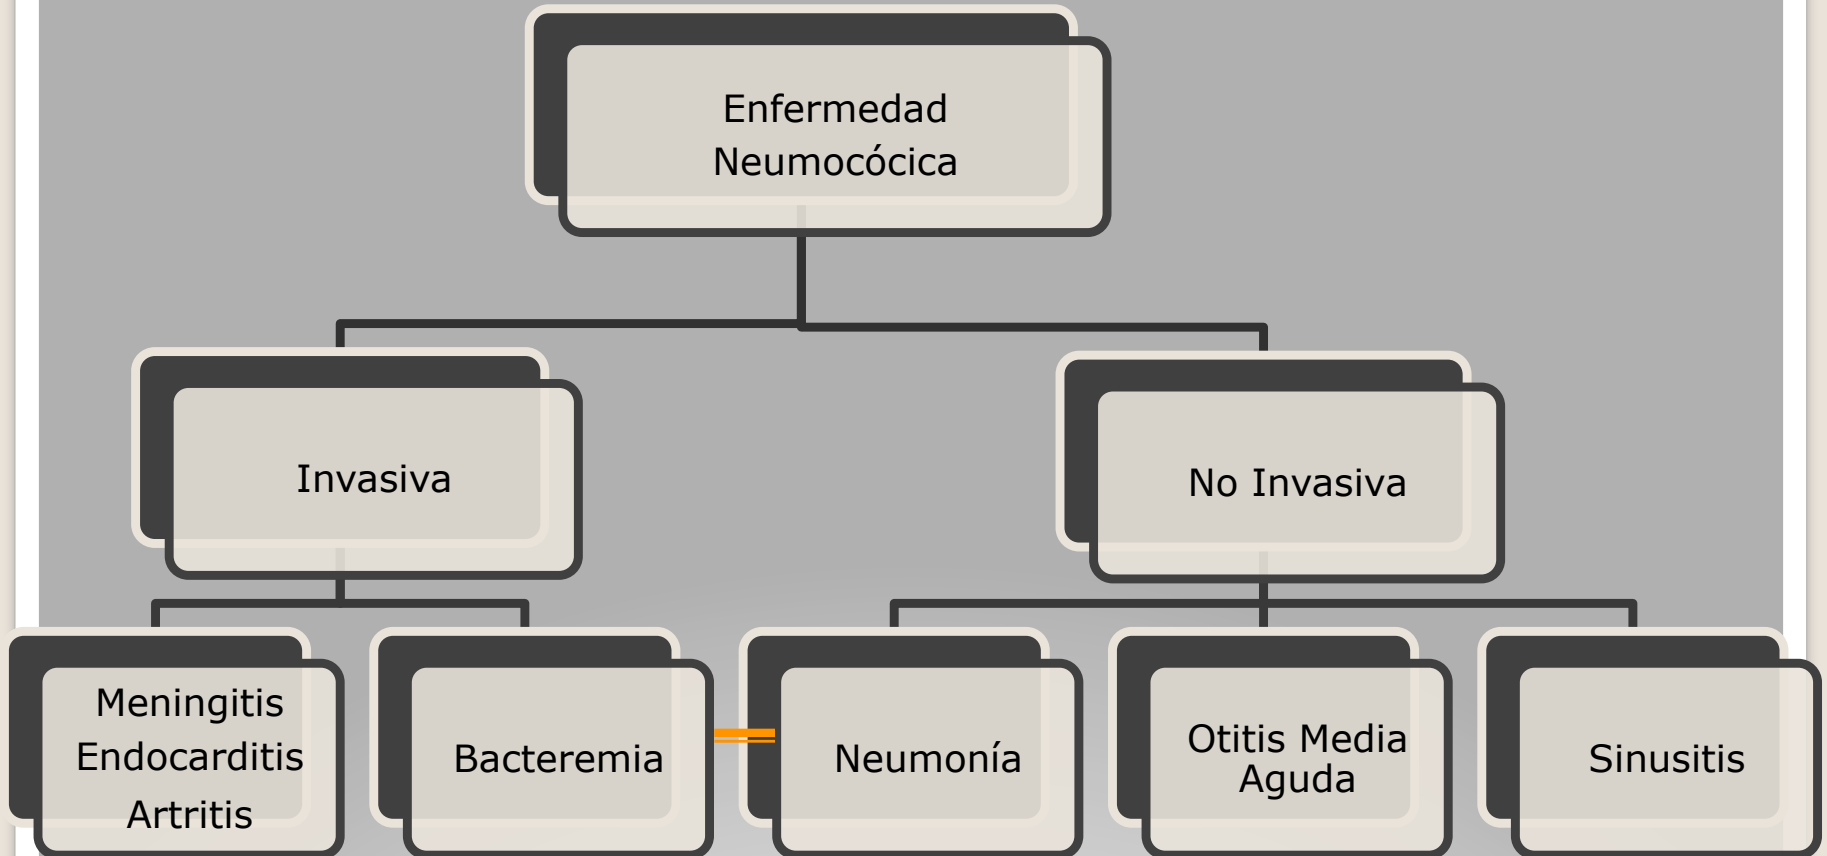 Enfermedad
Neumocócica
Invasiva
No Invasiva
Meningitis
Endocarditis
Artritis
Bacteremia
Neumonía
Otitis Media
Aguda
Sinusitis